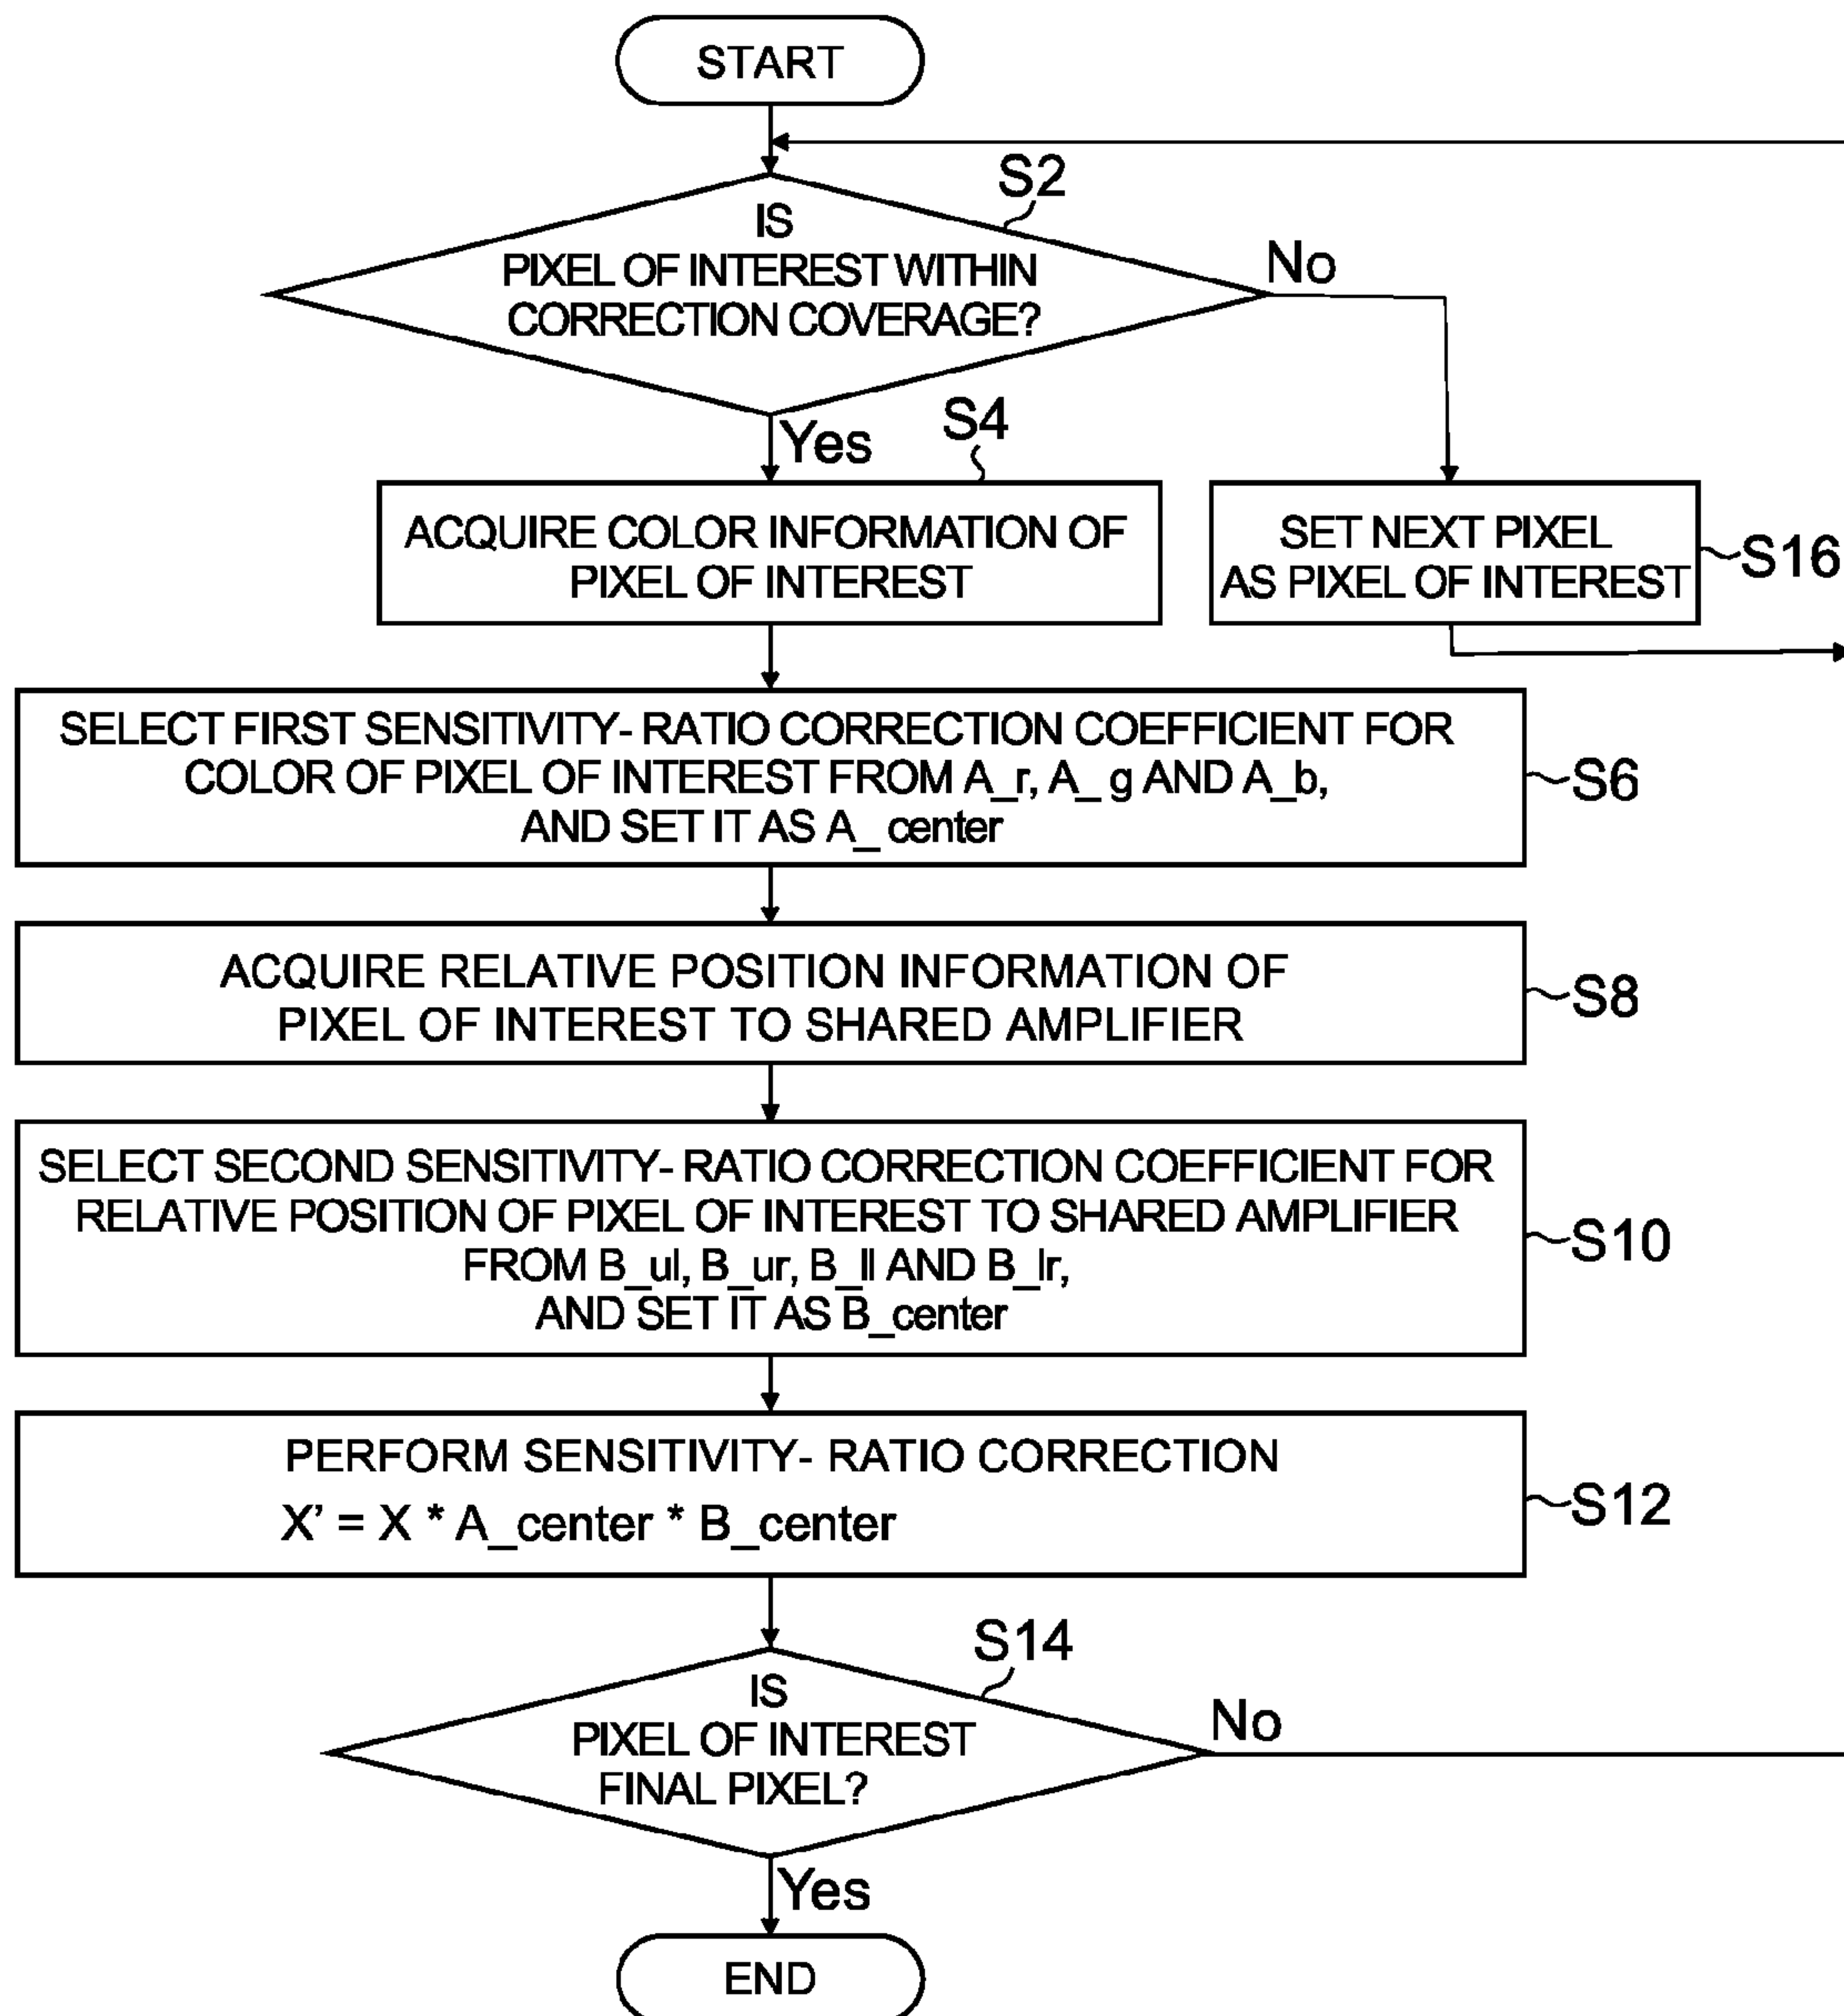 START
S2
IS
PIXEL OF INTEREST WITHIN
CORRECTION COVERAGE?
No
Yes
S4
ACQUIRE COLOR INFORMATION OF
PIXEL OF INTEREST
SET NEXT PIXEL
AS PIXEL OF INTEREST
S16
SELECT FIRST SENSITIVITY- RATIO CORRECTION COEFFICIENT FOR
COLOR OF PIXEL OF INTEREST FROM A_r, A_ g AND A_b,
AND SET IT AS A_ center
S6
ACQUIRE RELATIVE POSITION INFORMATION OF
PIXEL OF INTEREST TO SHARED AMPLIFIER
S8
SELECT SECOND SENSITIVITY- RATIO CORRECTION COEFFICIENT FOR
RELATIVE POSITION OF PIXEL OF INTEREST TO SHARED AMPLIFIER
FROM B_ul, B_ur, B_ll AND B_lr,
AND SET IT AS B_center
S10
PERFORM SENSITIVITY- RATIO CORRECTION
X’ = X * A_center * B_center
S12
S14
IS
PIXEL OF INTEREST
FINAL PIXEL?
No
Yes
END